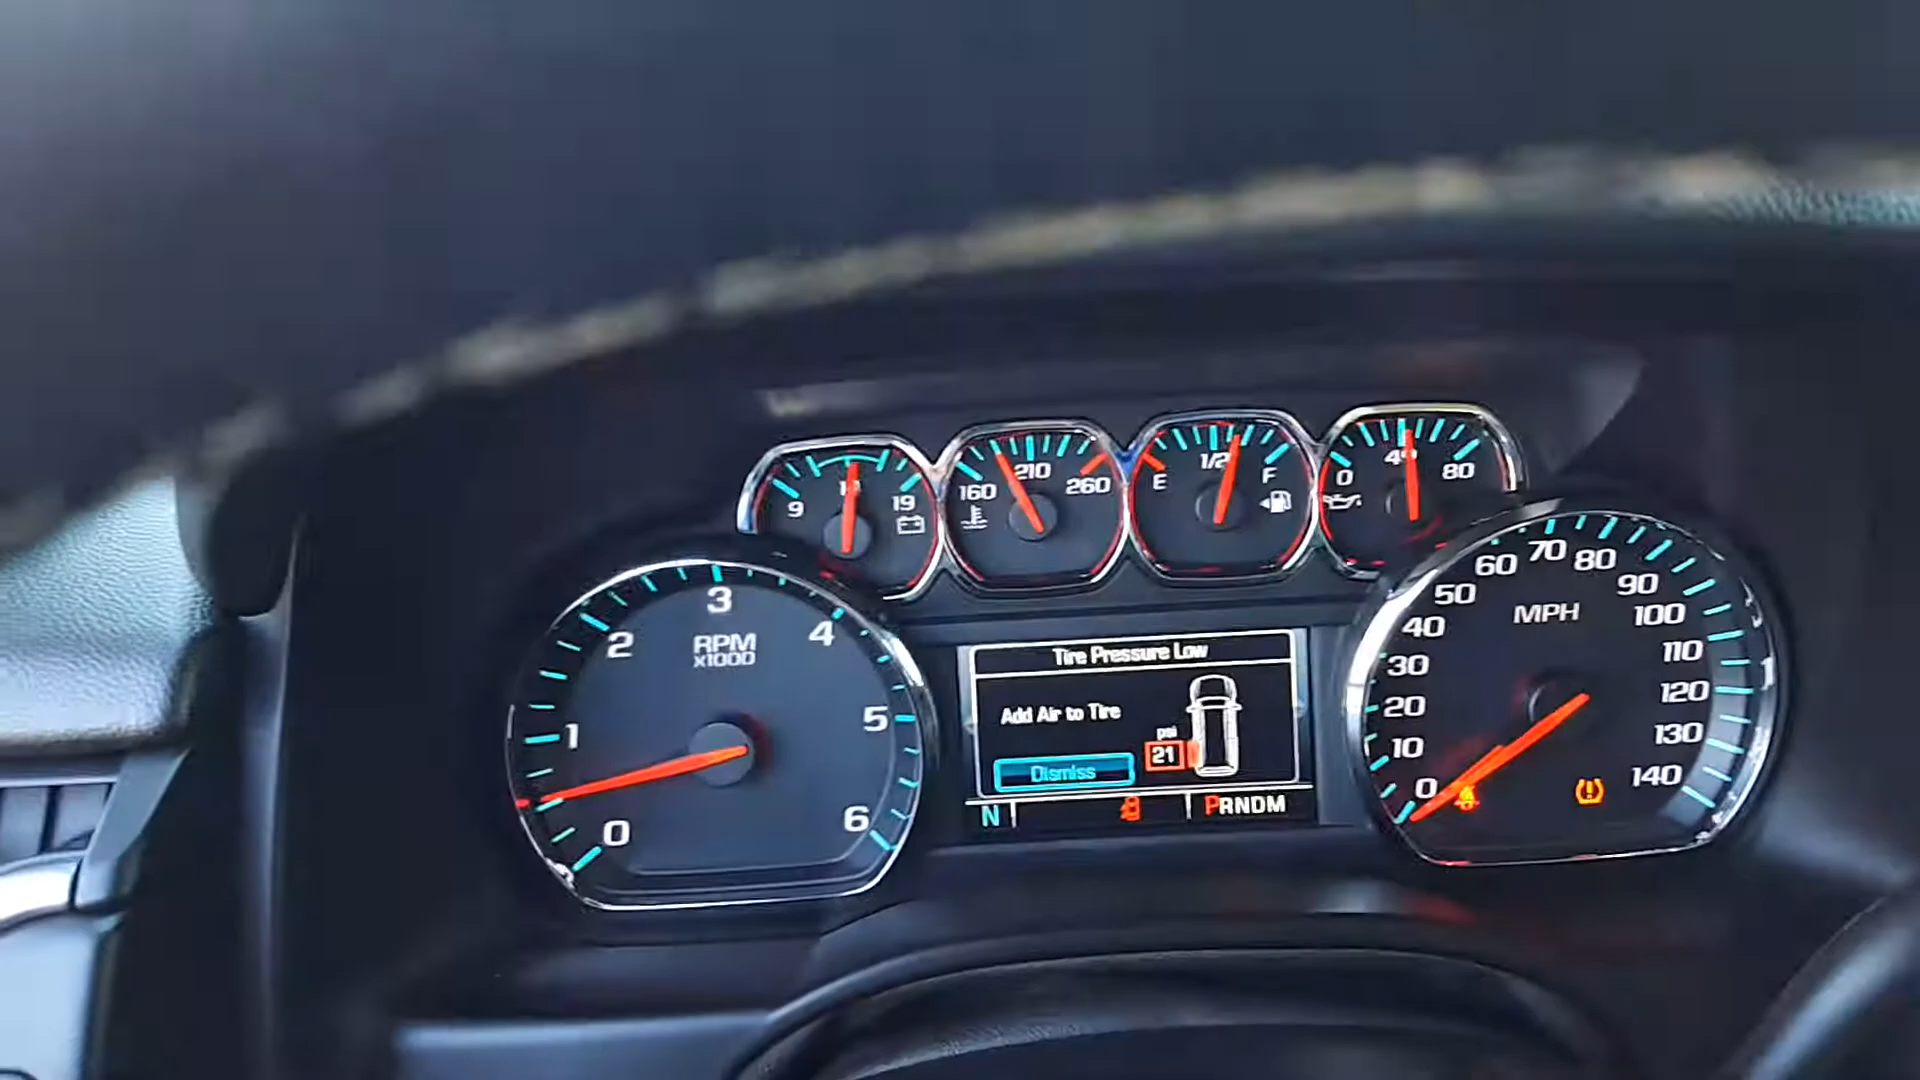 9 14 19
160 210 260
E 1/2 F
0 40 80
0 1 2 3 4 5 6
RPM
x1000
Tire Pressure Low
Add Air to Tire
psi
21
Dismiss
N
PRNDM
0 10 20 30 40 50 60 70 80 90 100 110 120 130 140
MPH